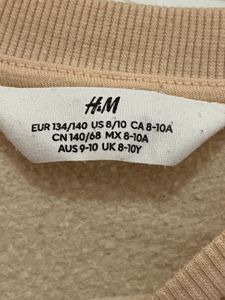 H&M
EUR 134/140 US 8/10 CA 8-10A
CN 140/68 MX 8-10A
AUS 9-10 UK 8-10Y